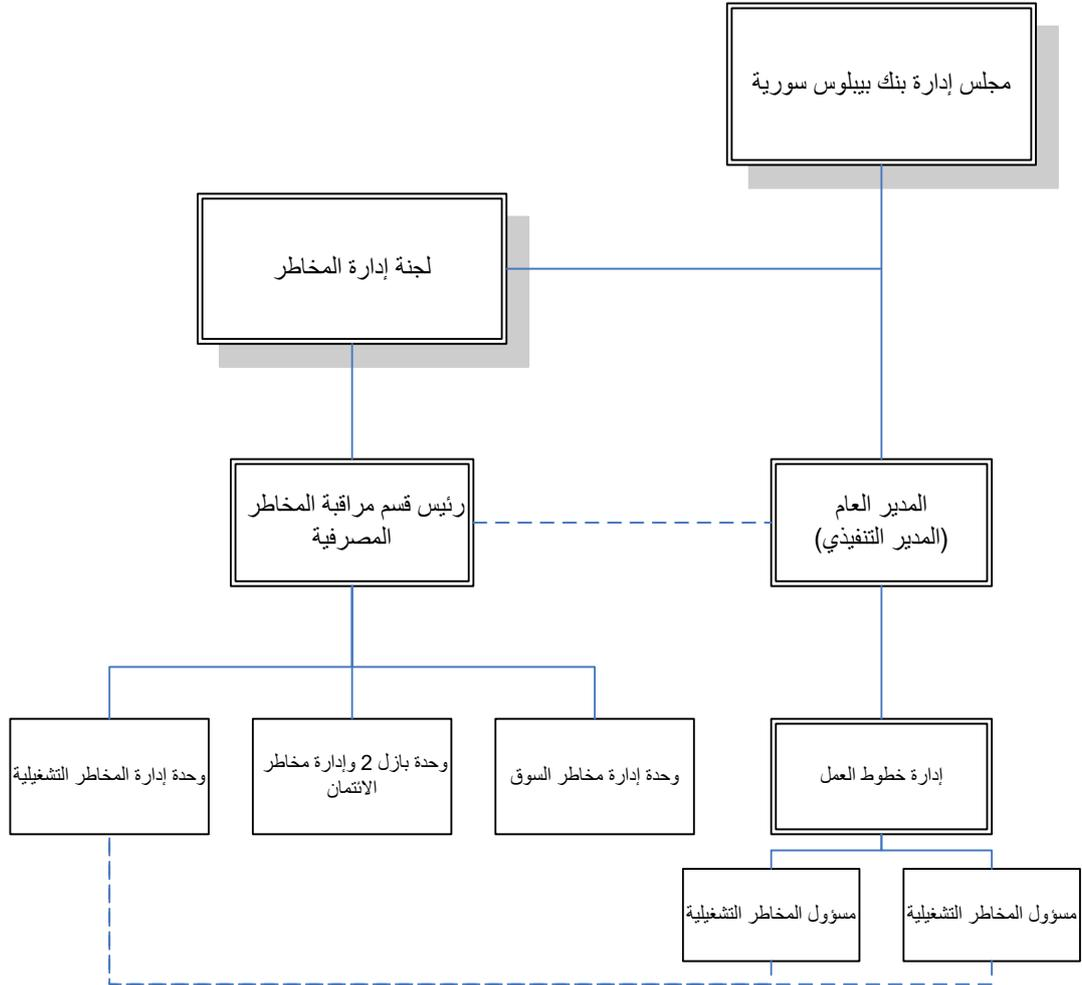 مجلس إدارة بنك بيبلوس سورية
لجنة إدارة المخاطر
المدير العام
(المدير التنفيذي)
رئيس قسم مراقبة المخاطر
المصرفية
إدارة خطوط العمل
وحدة إدارة مخاطر السوق
وحدة بازل 2 وإدارة مخاطر
الائتمان
وحدة إدارة المخاطر التشغيلية
مسؤول المخاطر التشغيلية
مسؤول المخاطر التشغيلية